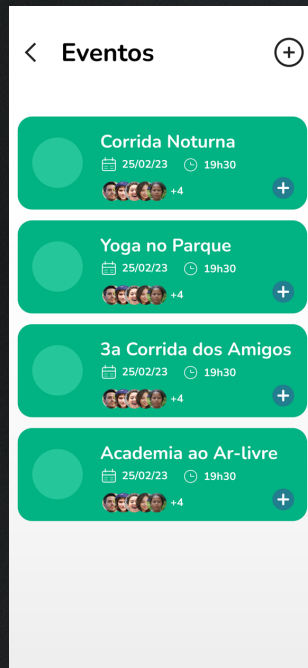 Eventos
Corrida Noturna
25/02/23 19h30
+4
Yoga no Parque
25/02/23 19h30
+4
3a Corrida dos Amigos
25/02/23 19h30
+4
Academia ao Ar-livre
25/02/23 19h30
+4